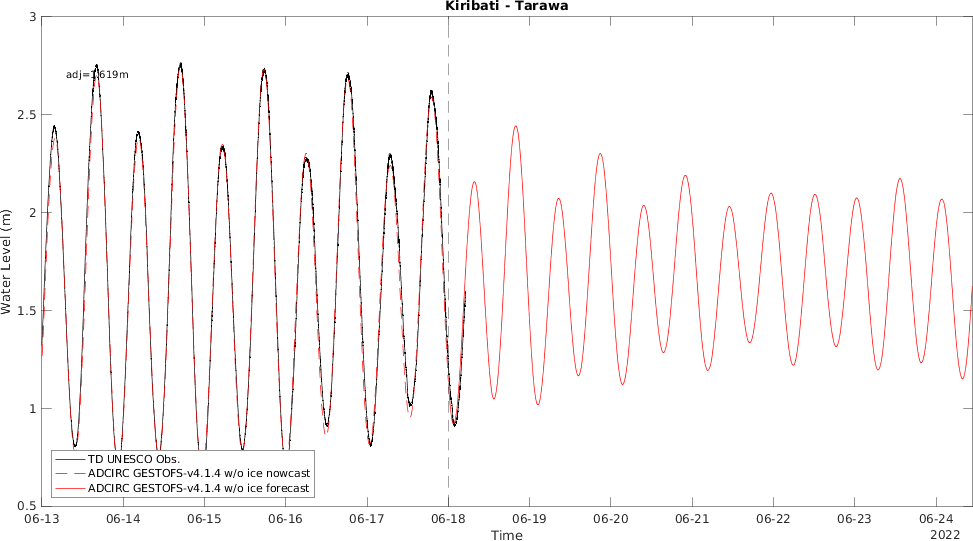 Kiribati - Tarawa
3
2.5
2
1.5
1
0.5
Water Level (m)
adj=1.619m
TD UNESCO Obs.
ADCIRC GESTOFS-v4.1.4 w/o ice nowcast
ADCIRC GESTOFS-v4.1.4 w/o ice forecast
06-13 06-14 06-15 06-16 06-17 06-18 06-19 06-20 06-21 06-22 06-23 06-24
2022
Time